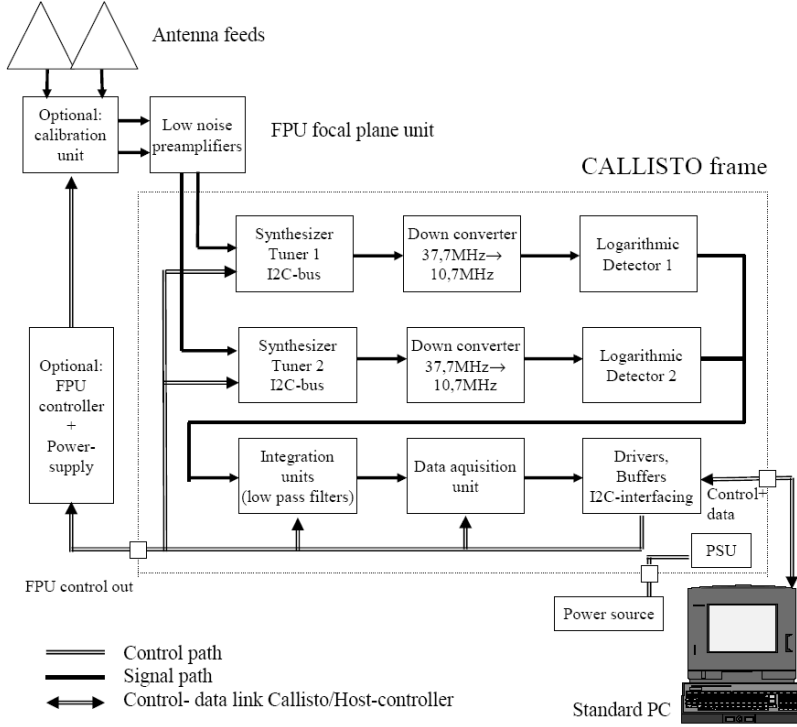 Antenna feeds
Optional:
calibration
unit
Low noise
preamplifiers
FPU focal plane unit
CALLISTO frame
Synthesizer
Tuner 1
I2C-bus
Down converter
37,7MHz→
10,7MHz
Logarithmic
Detector 1
Optional:
FPU
controller
+
Power-
supply
Synthesizer
Tuner 2
I2C-bus
Down converter
37,7MHz→
10,7MHz
Logarithmic
Detector 2
Integration
units
(low pass filters)
Data aquisition
unit
Drivers,
Buffers
I2C-interfacing
Control+
data
PSU
FPU control out
Power source
Control path
Signal path
Control- data link Callisto/Host-controller
Standard PC